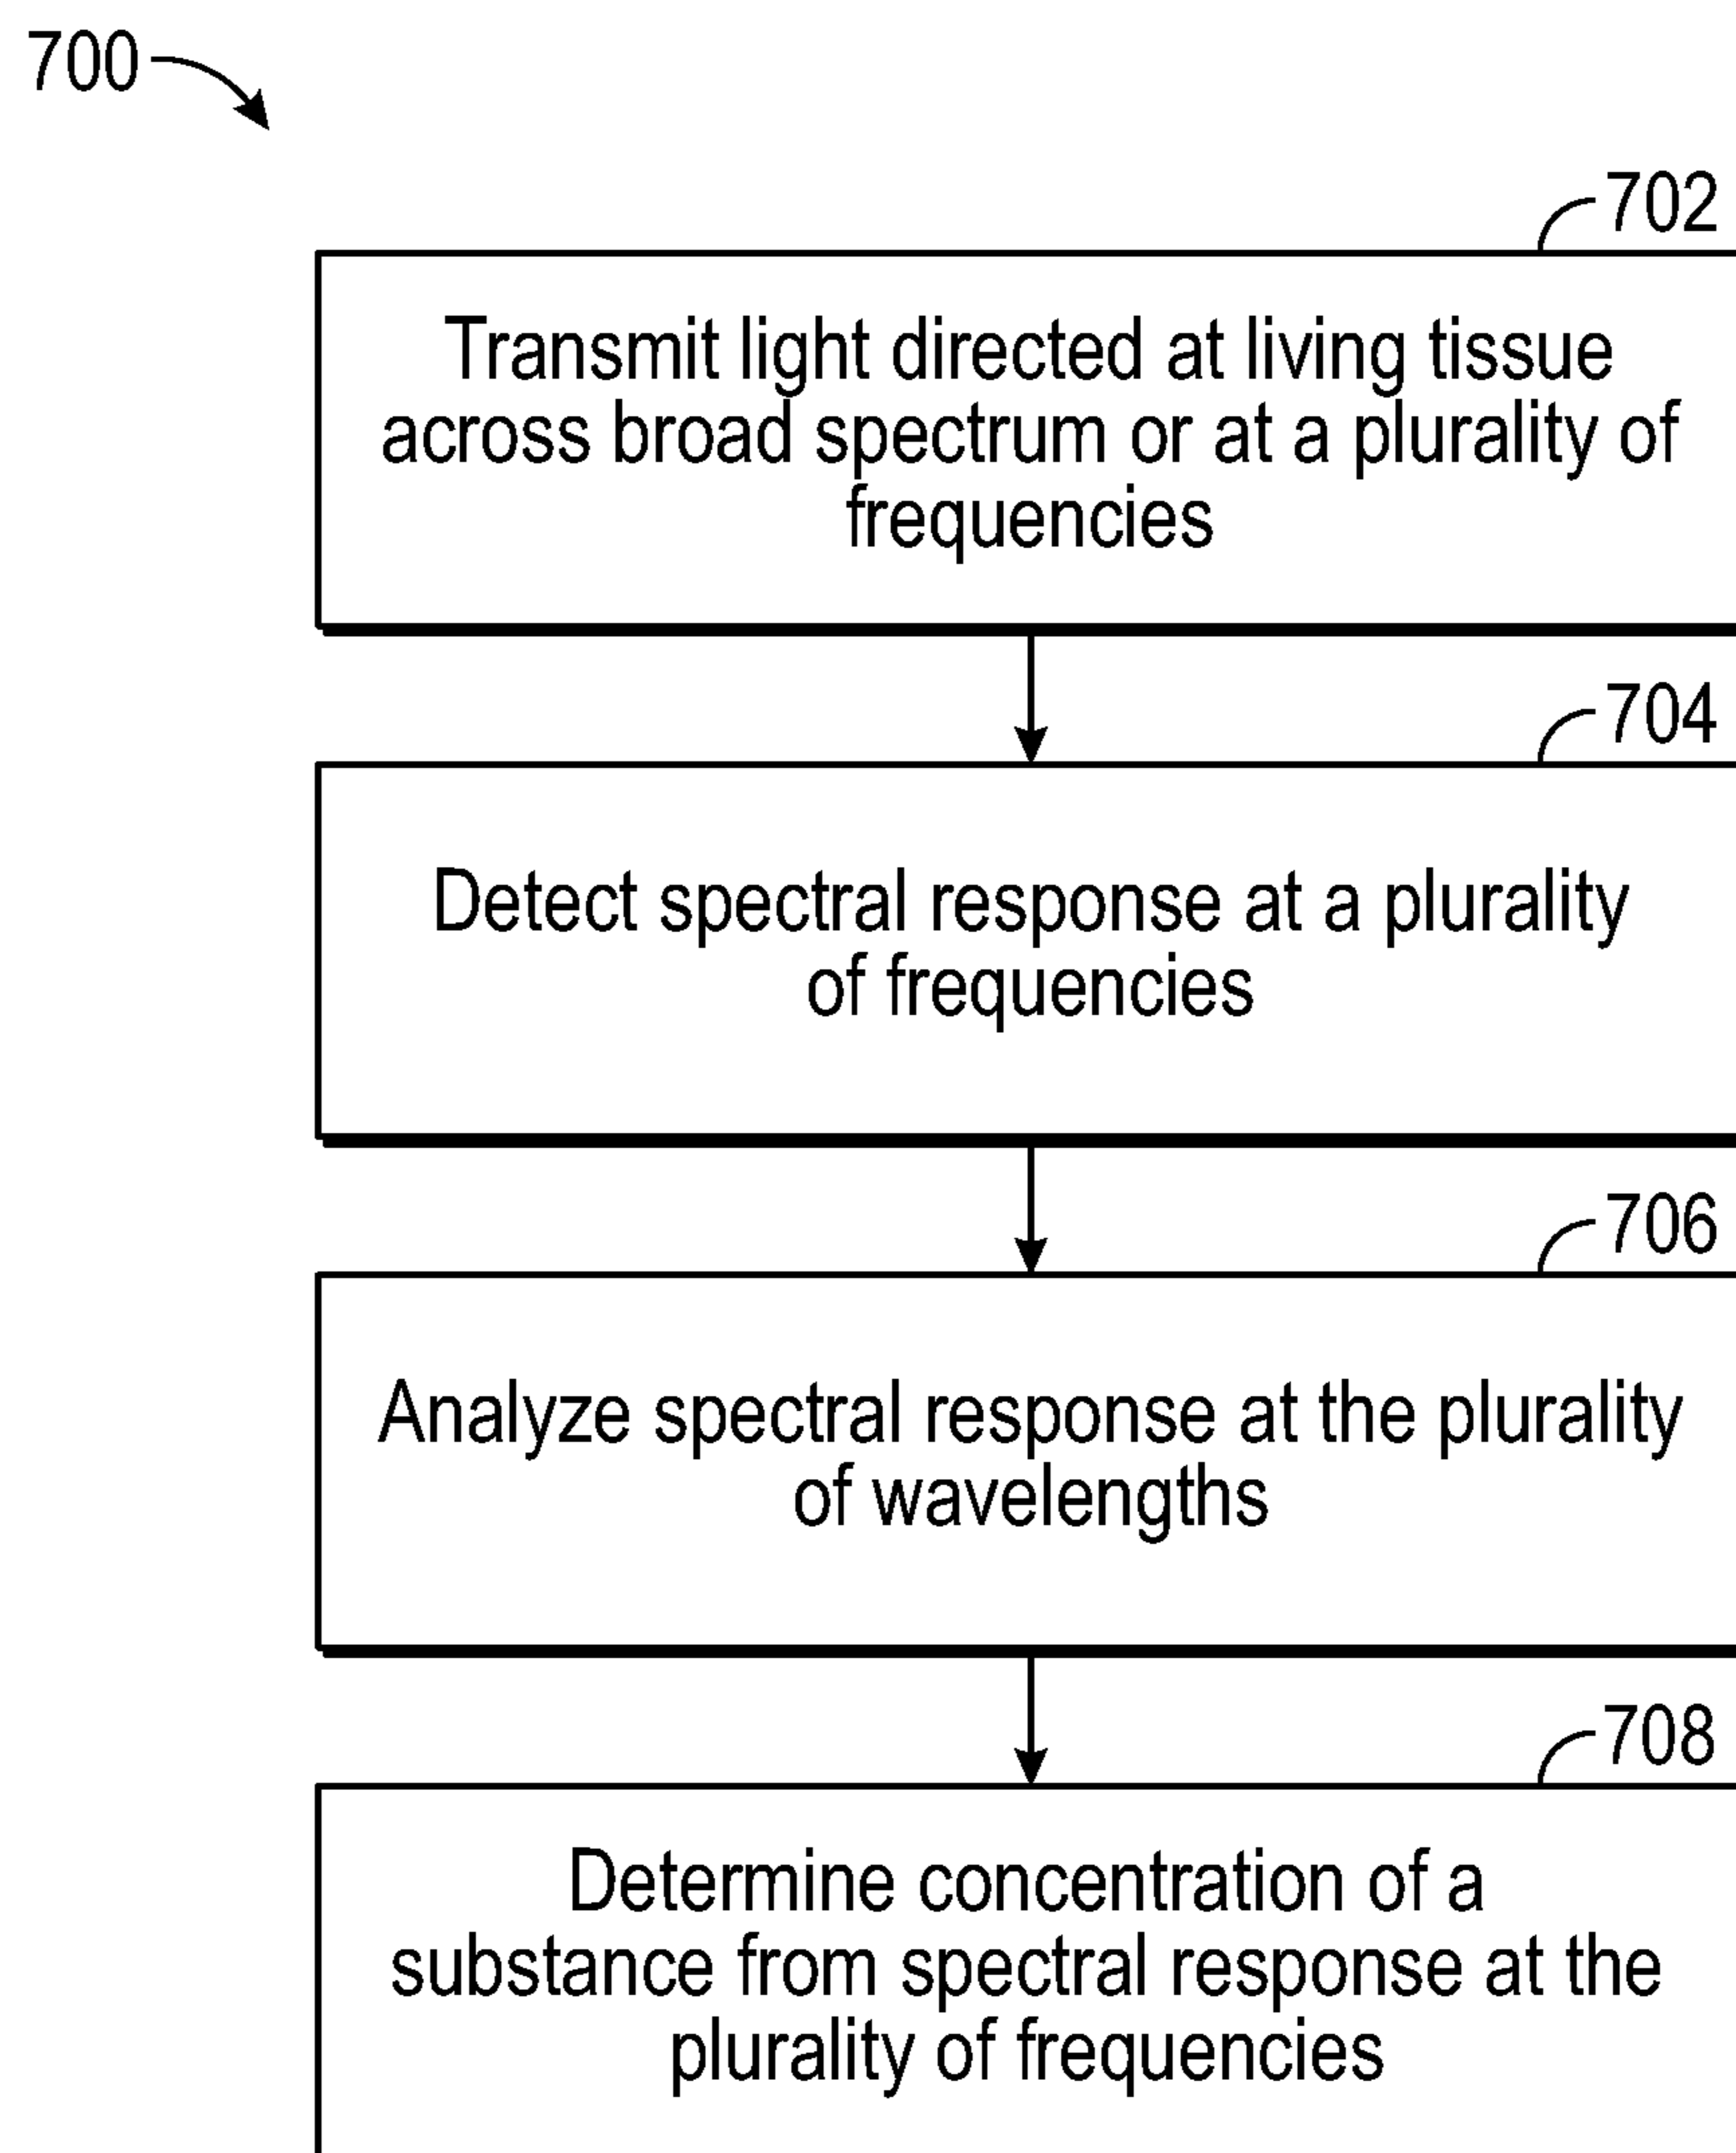 700
702
Transmit light directed at living tissue
across broad spectrum or at a plurality of
frequencies
704
Detect spectral response at a plurality
of frequencies
706
Analyze spectral response at the plurality
of wavelengths
708
Determine concentration of a
substance from spectral response at the
plurality of frequencies